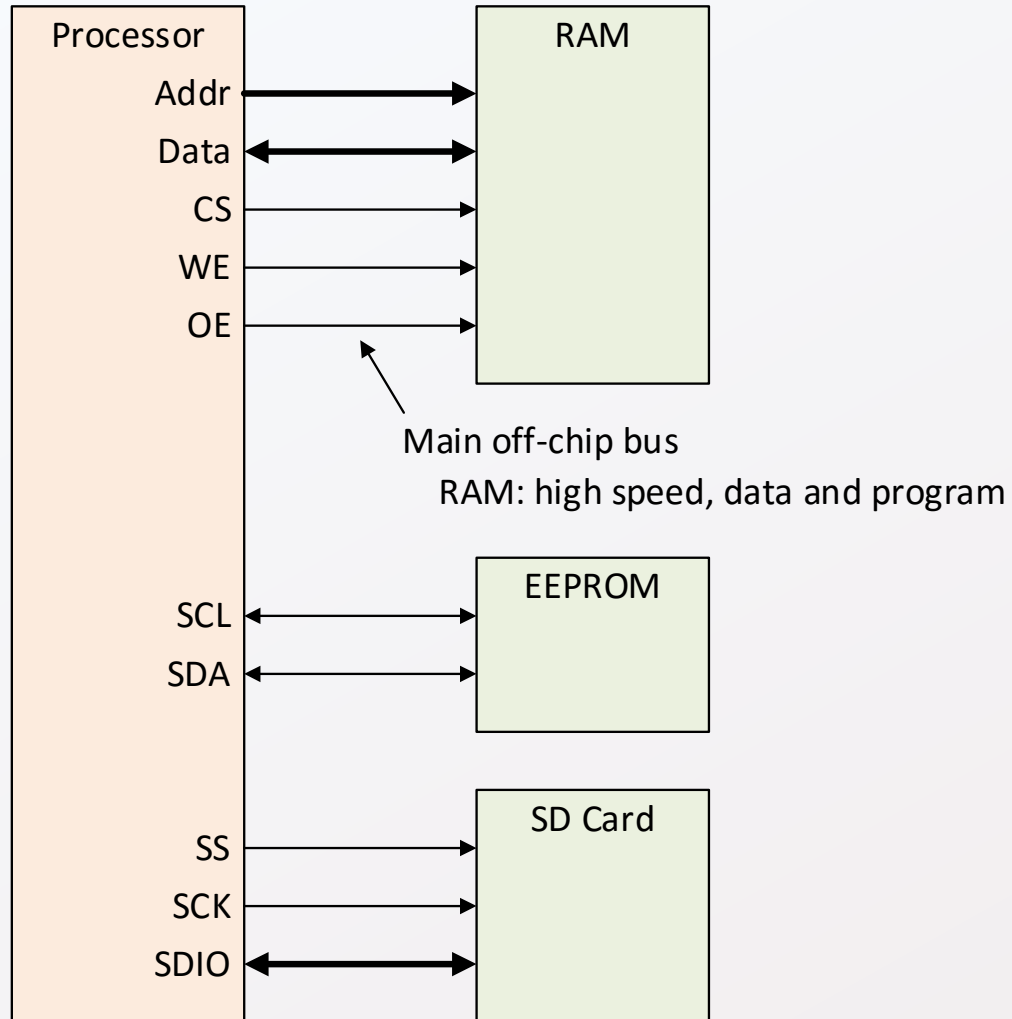 Processor
RAM
Addr
Data
CS
WE
OE
Main off-chip bus
RAM: high speed, data and program
EEPROM
SCL
SDA
SD Card
SS
SCK
SDIO